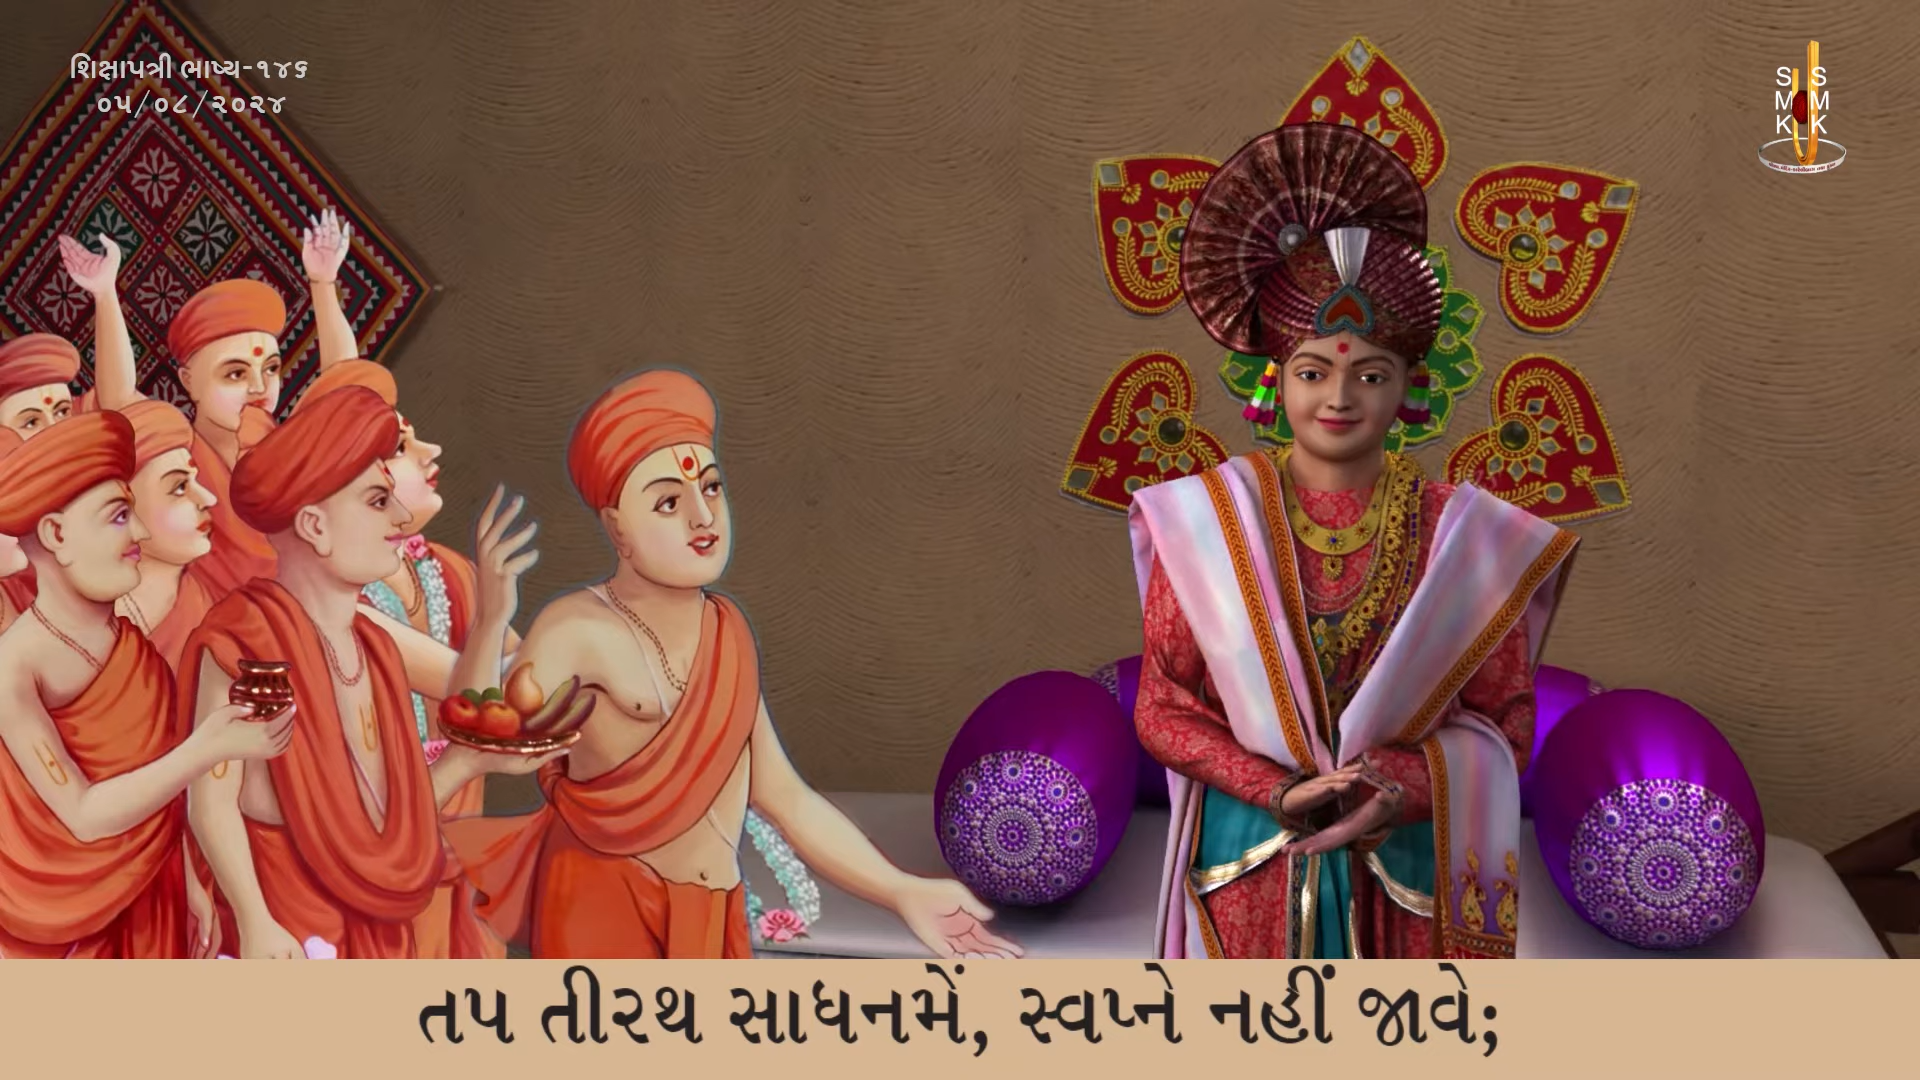 શિક્ષાપત્રી ભાષ્ય-૧૪૬
૦૫/૦૮/૨૦૨૪
S S
M M
K K
તપ તીરથ સાધનમેં, સ્વપ્ને નહીં જાવે;